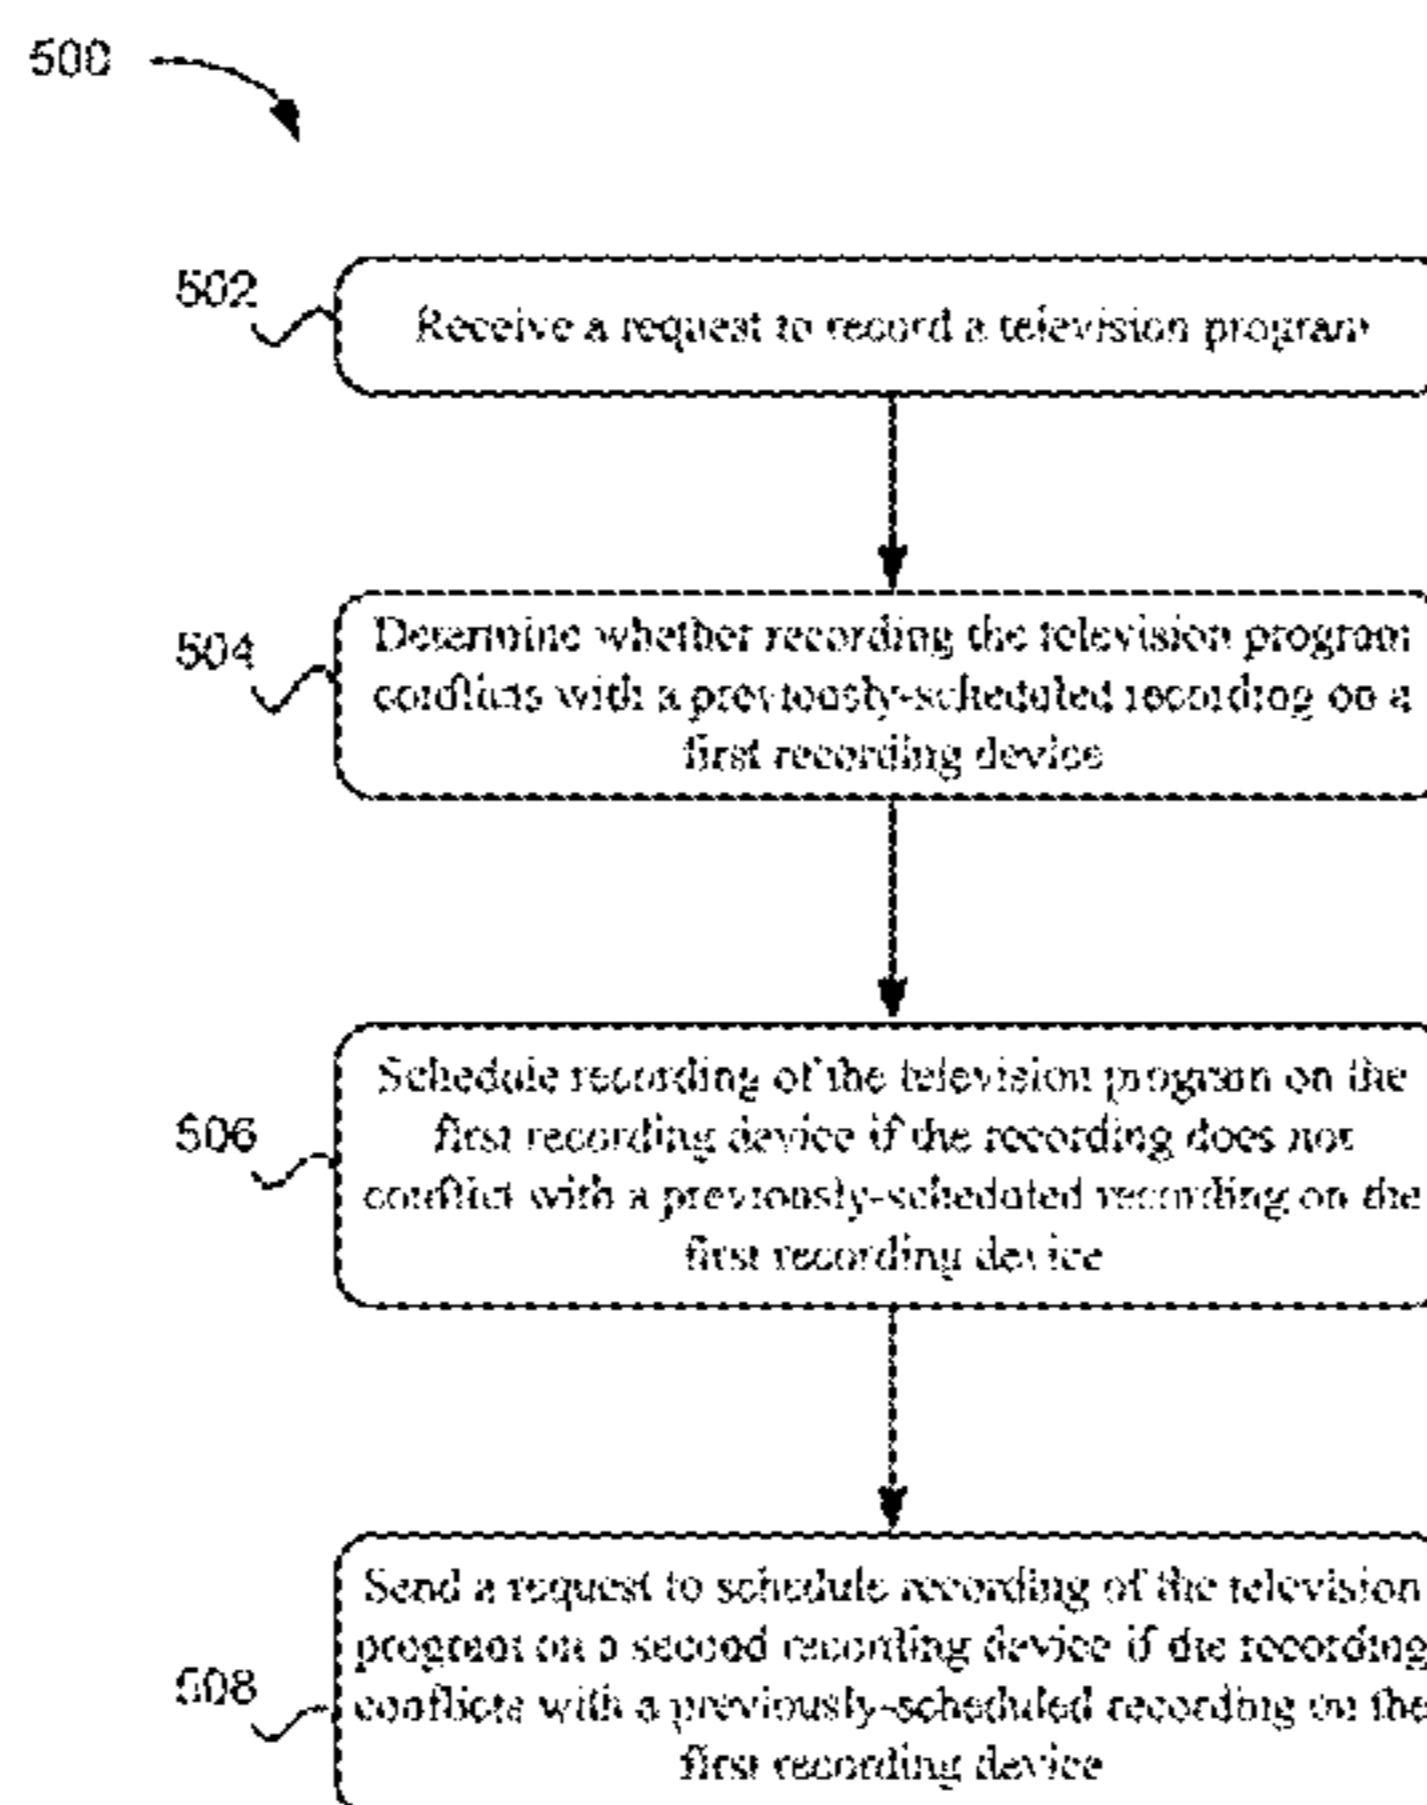 500
502
Receive a request to record a television program
504
Determine whether recording the television program
conflicts with a previously-scheduled recording on a
first recording device
506
Schedule recording of the television program on the
first recording device if the recording does not
conflict with a previously-scheduled recording on the
first recording device
508
Send a request to schedule recording of the television
program on a second recording device if the recording
conflicts with a previously-scheduled recording on the
first recording device